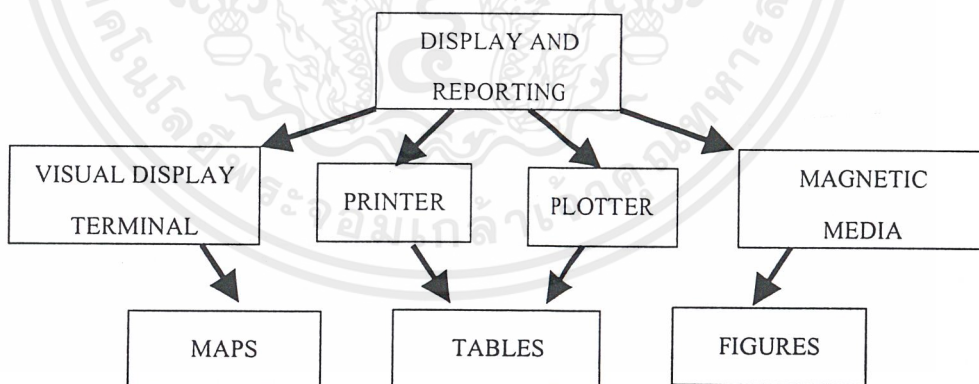 DISPLAY AND
REPORTING
VISUAL DISPLAY
TERMINAL
PRINTER
PLOTTER
MAGNETIC
MEDIA
MAPS
TABLES
FIGURES